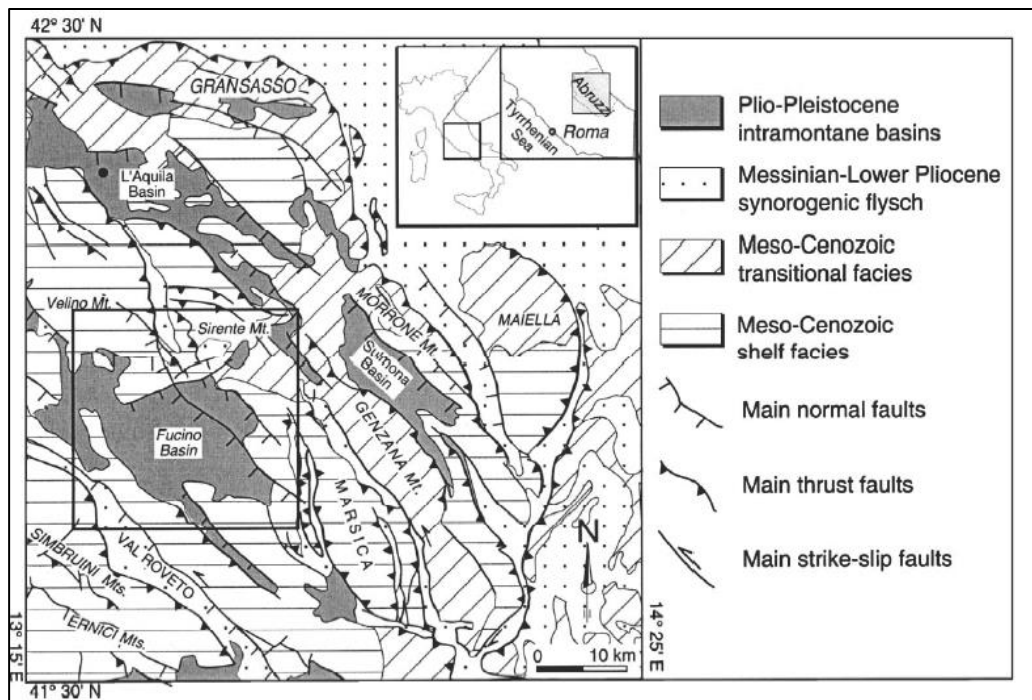 42° 30' N
GRANSASSO
L'Aquila
Basin
Velino Mt.
Sirente Mt.
Fucino
Basin
MORRONE Mt.
Sulmona
Basin
MAIELLA
GENZANA Mt.
MARSICA
VAL ROVETO
SIMBRUINI Mts.
ERNICI Mts.
Tyrrhenian
Sea
Abruzzi
Roma
N
0 10 km
13° 15' E
14° 25' E
41° 30' N
Plio-Pleistocene
intramontane basins
Messinian-Lower Pliocene
synorogenic flysch
Meso-Cenozoic
transitional facies
Meso-Cenozoic
shelf facies
Main normal faults
Main thrust faults
Main strike-slip faults